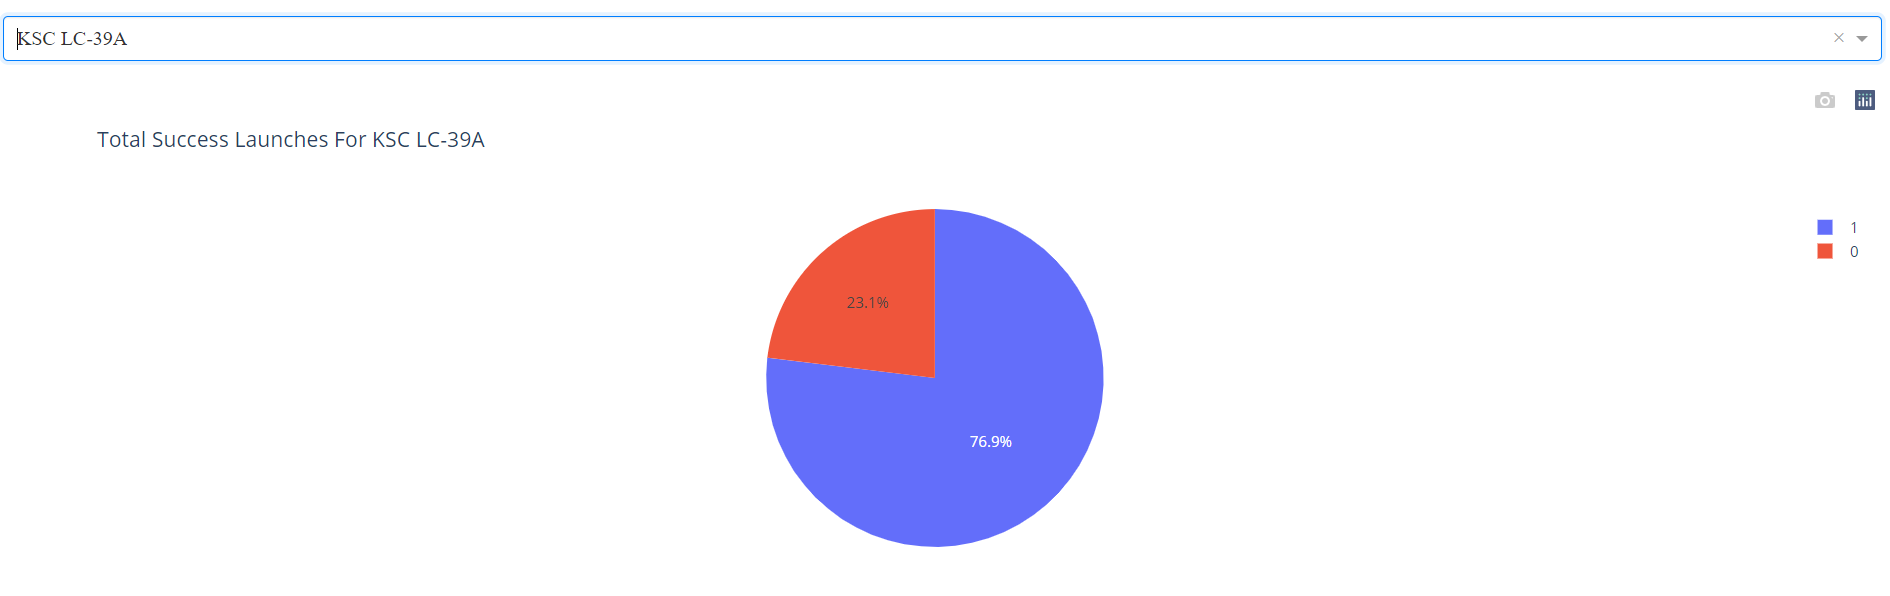 KSC LC-39A
Total Success Launches For KSC LC-39A
1
0
23.1%
76.9%